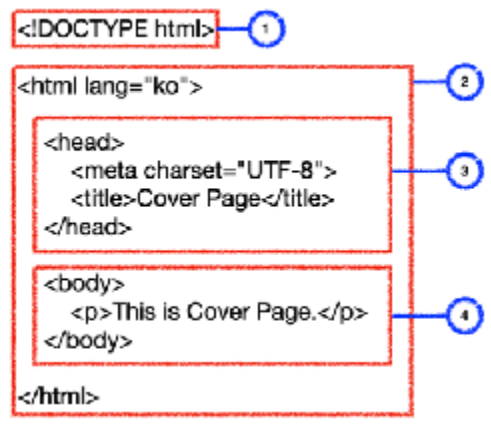 <!DOCTYPE html>
1
<html lang="ko">
2
<head>
<meta charset="UTF-8">
3
<title>Cover Page</title>
</head>
<body>
<p>This is Cover Page.</p>
4
</body>
</html>